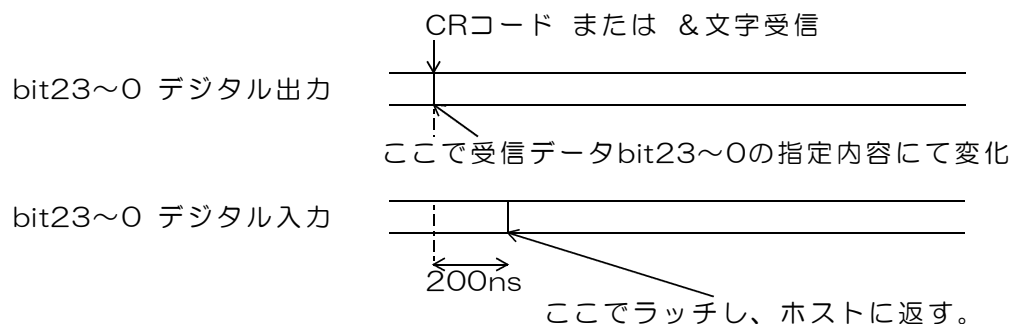 CRコード または ＆文字受信
bit23～0 デジタル出力
ここで受信データbit23～0の指定内容にて変化
bit23～0 デジタル入力
200ns
ここでラッチし、ホストに返す。